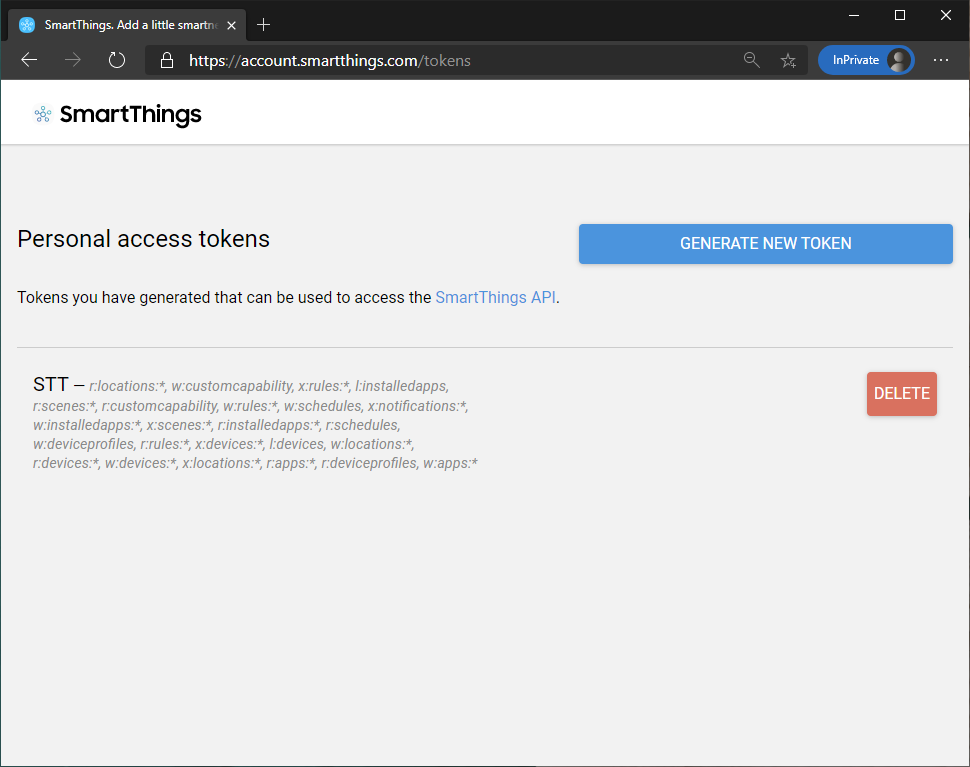 SmartThings. Add a little smartne
https://account.smartthings.com/tokens
InPrivate
SmartThings
Personal access tokens
GENERATE NEW TOKEN
Tokens you have generated that can be used to access the SmartThings API.
STT — r:locations:*, w:customcapability, x:rules:*, l:installedapps,
r:scenes:*, r:customcapability, w:rules:*, w:schedules, x:notifications:*,
w:installedapps:*, x:scenes:*, r:installedapps:*, r:schedules,
w:deviceprofiles, r:rules:*, x:devices:*, l:devices, w:locations:*,
r:devices:*, w:devices:*, x:locations:*, r:apps:*, r:deviceprofiles, w:apps:*
DELETE